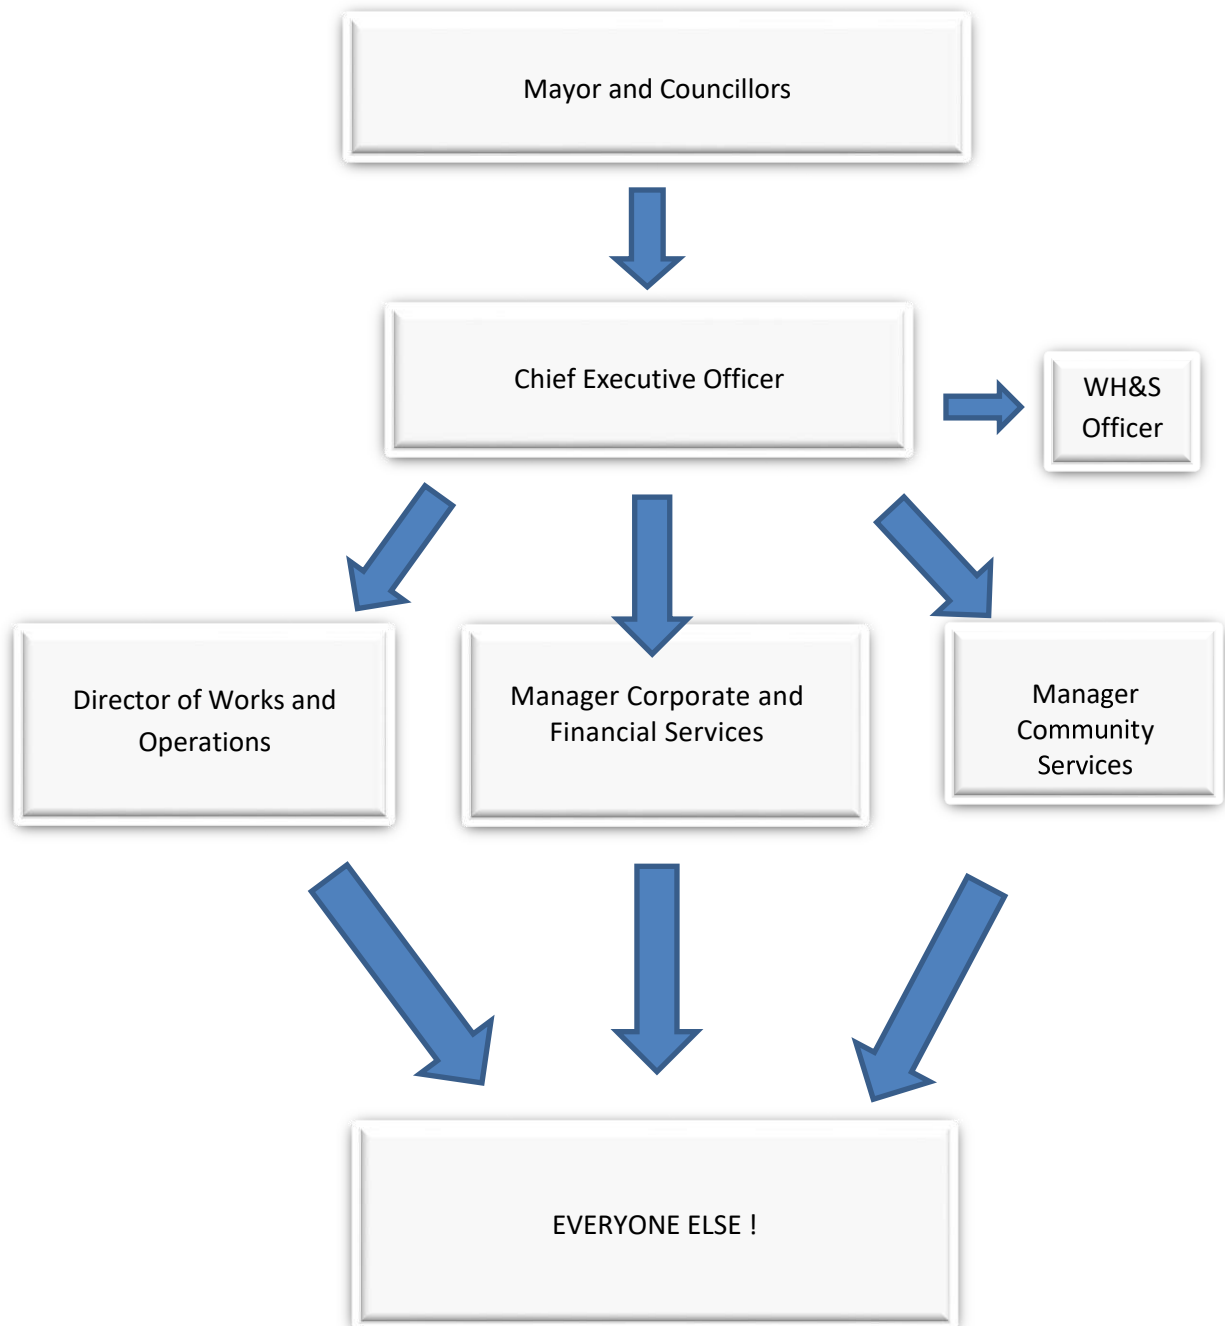 Mayor and Councillors
Chief Executive Officer
WH&S
Officer
Director of Works and
Operations
Manager Corporate and
Financial Services
Manager
Community
Services
EVERYONE ELSE !